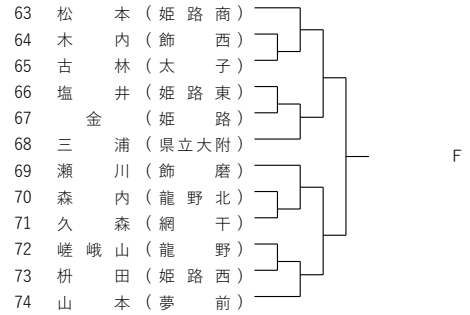 63 松 本 ( 姫 路 商 )
64 木 内 ( 飾 西 )
65 古 林 ( 太 子 )
66 塩 井 ( 姫 路 東 )
67 金 ( 姫 路 )
68 三 浦 ( 県立大附 )
69 瀬 川 ( 飾 磨 )
70 森 内 ( 龍 野 北 )
71 久 森 ( 網 干 )
72 嵯 峨 山 ( 龍 野 )
73 枡 田 ( 姫 路 西 )
74 山 本 ( 夢 前 )
F